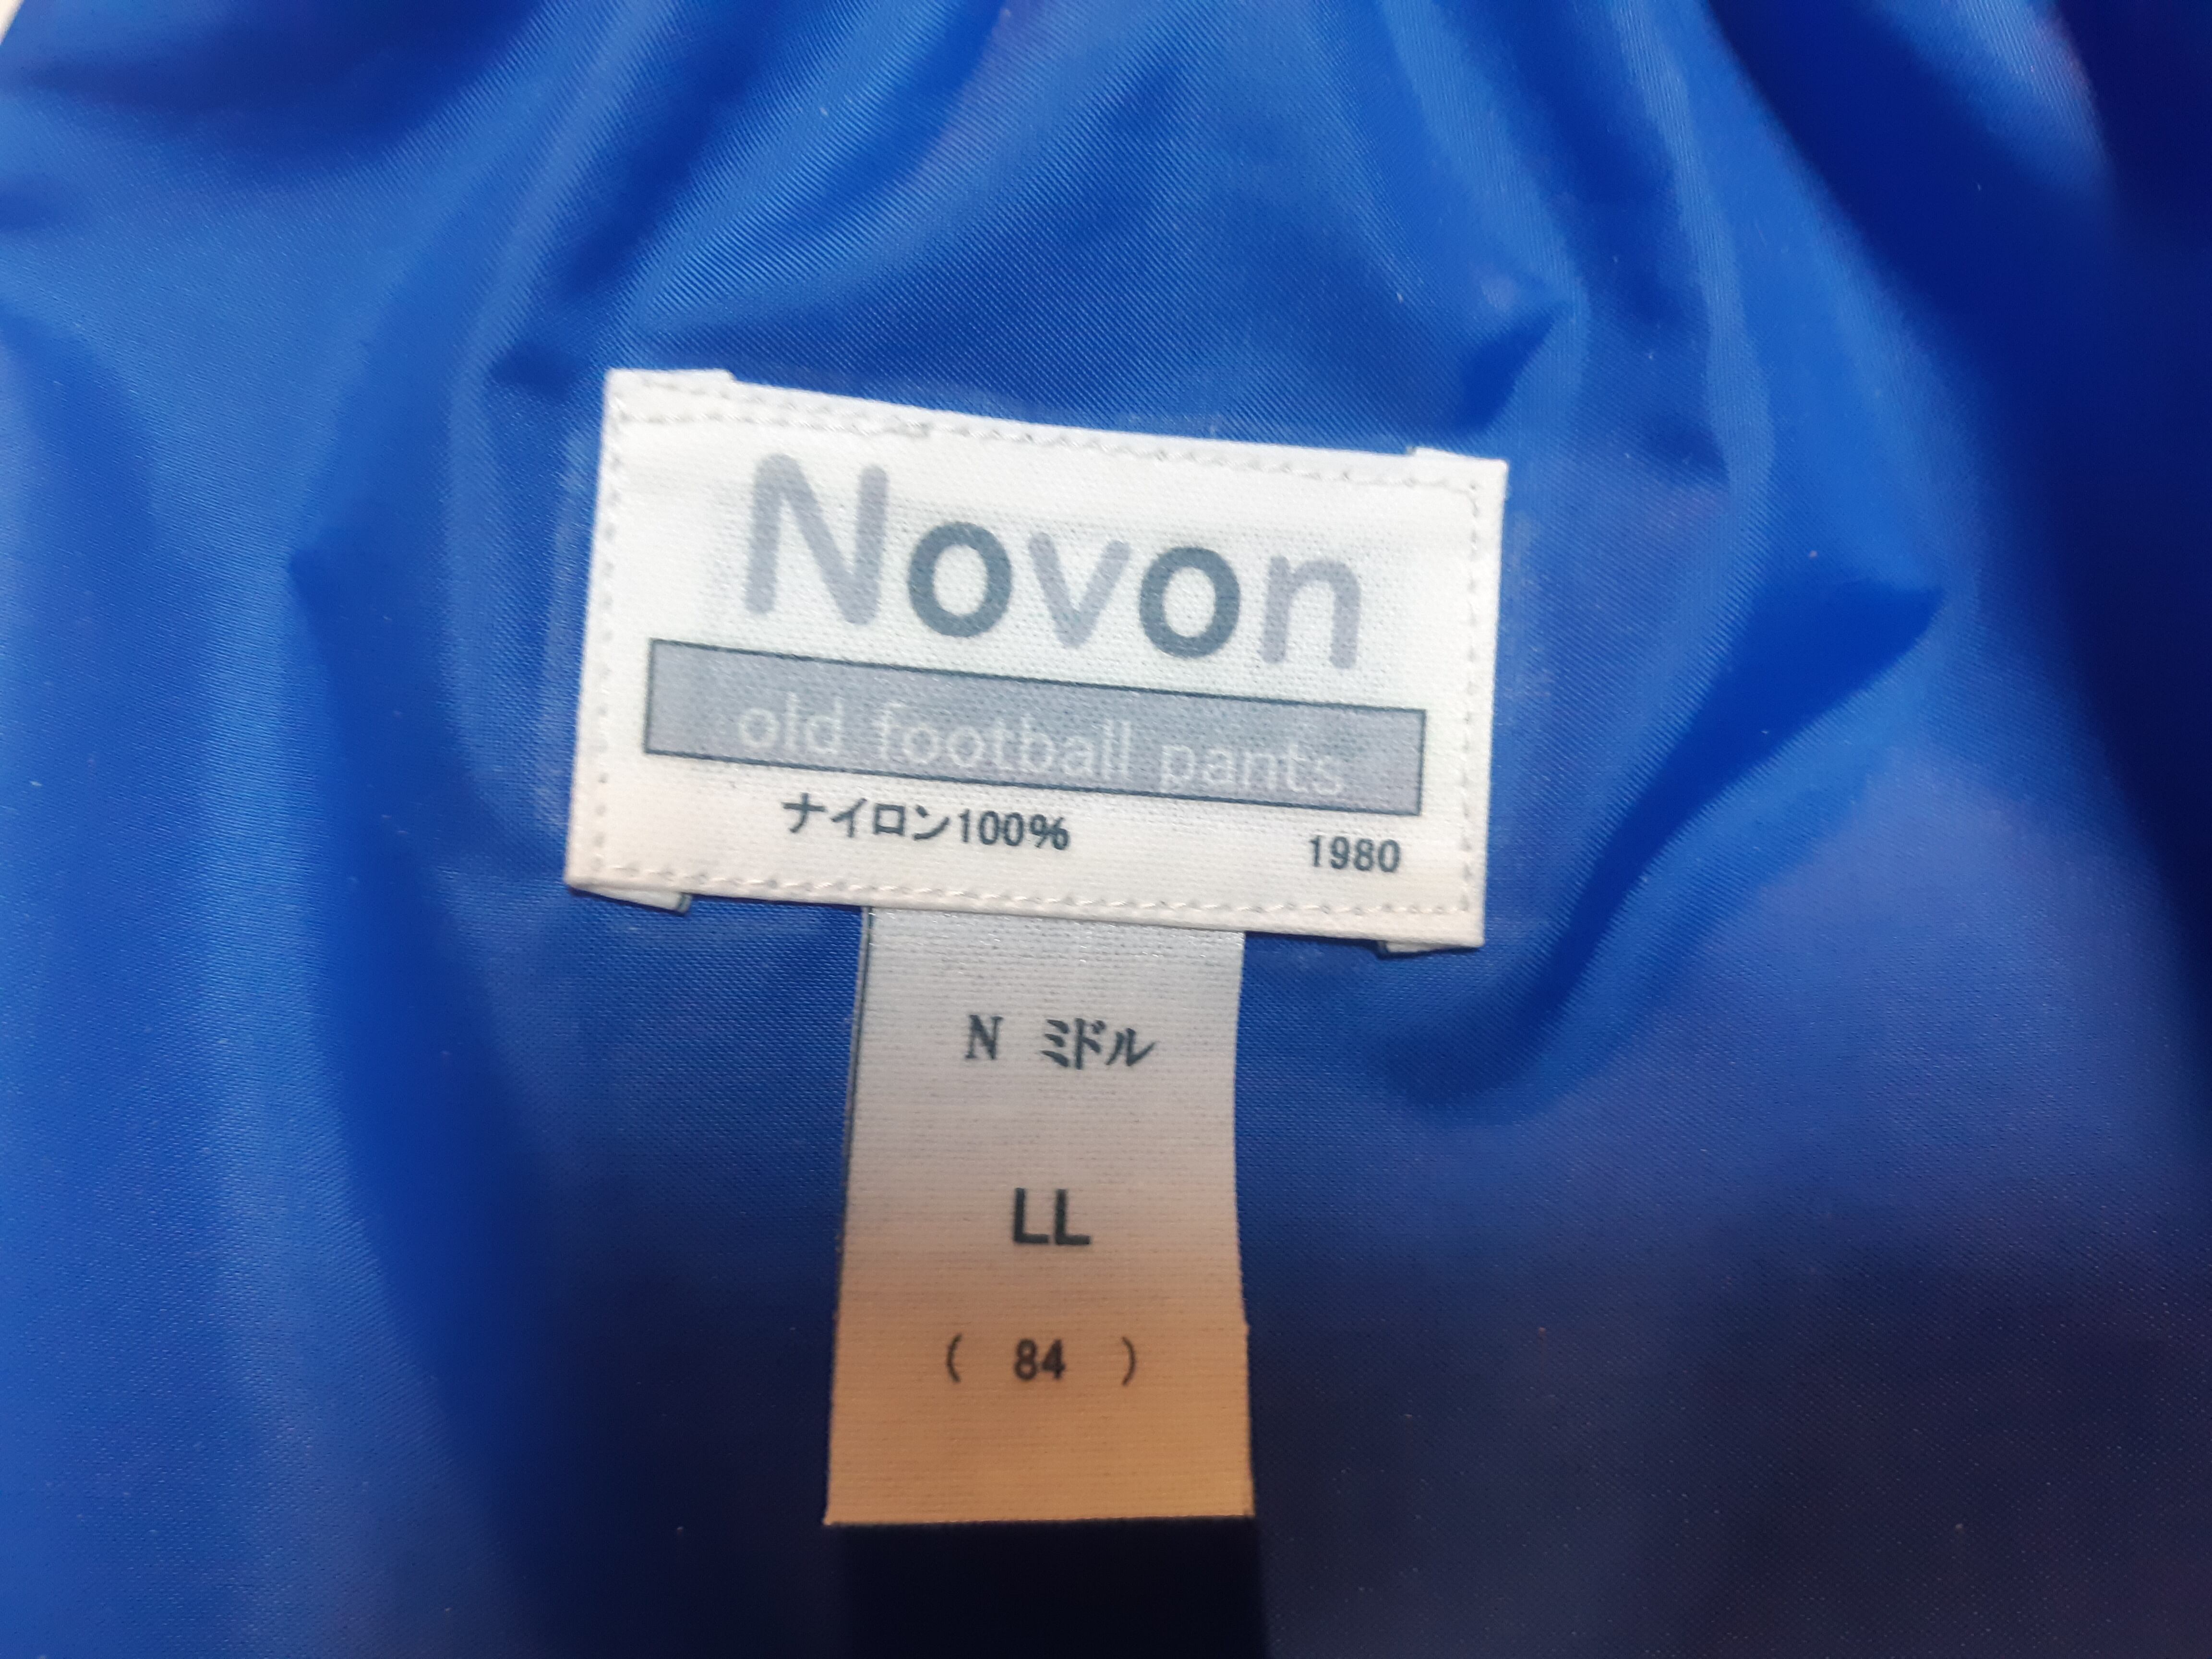 Novon
old football pants
ナイロン100% 1980
N ミドル
LL
( 84 )